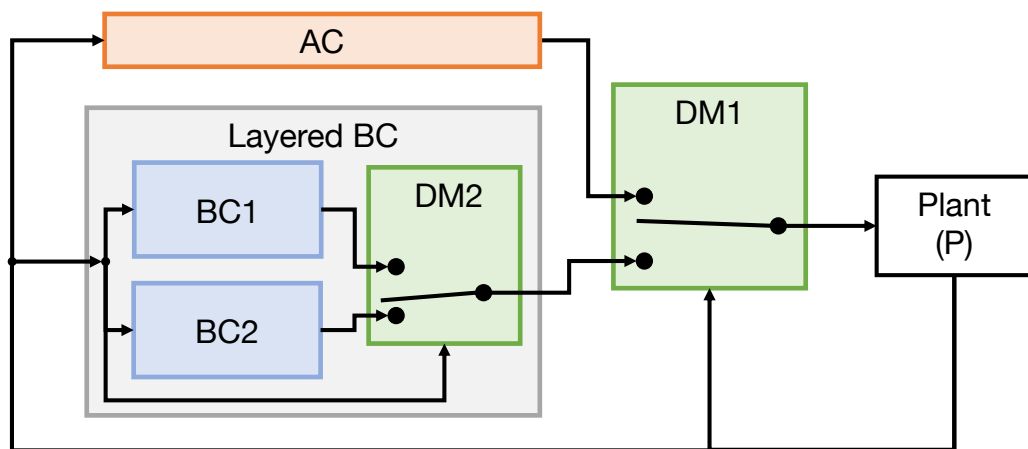 AC
DM1
Layered BC
BC1
DM2
BC2
Plant
(P)